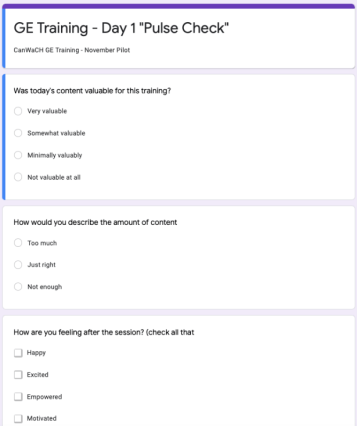 GE Training - Day 1 "Pulse Check"
CanWaCH GE Training - November Pilot
Was today's content valuable for this training?
Very valuable
Somewhat valuable
Minimally valuably
Not valuable at all
How would you describe the amount of content
Too much
Just right
Not enough
How are you feeling after the session? (check all that
Happy
Excited
Empowered
Motivated